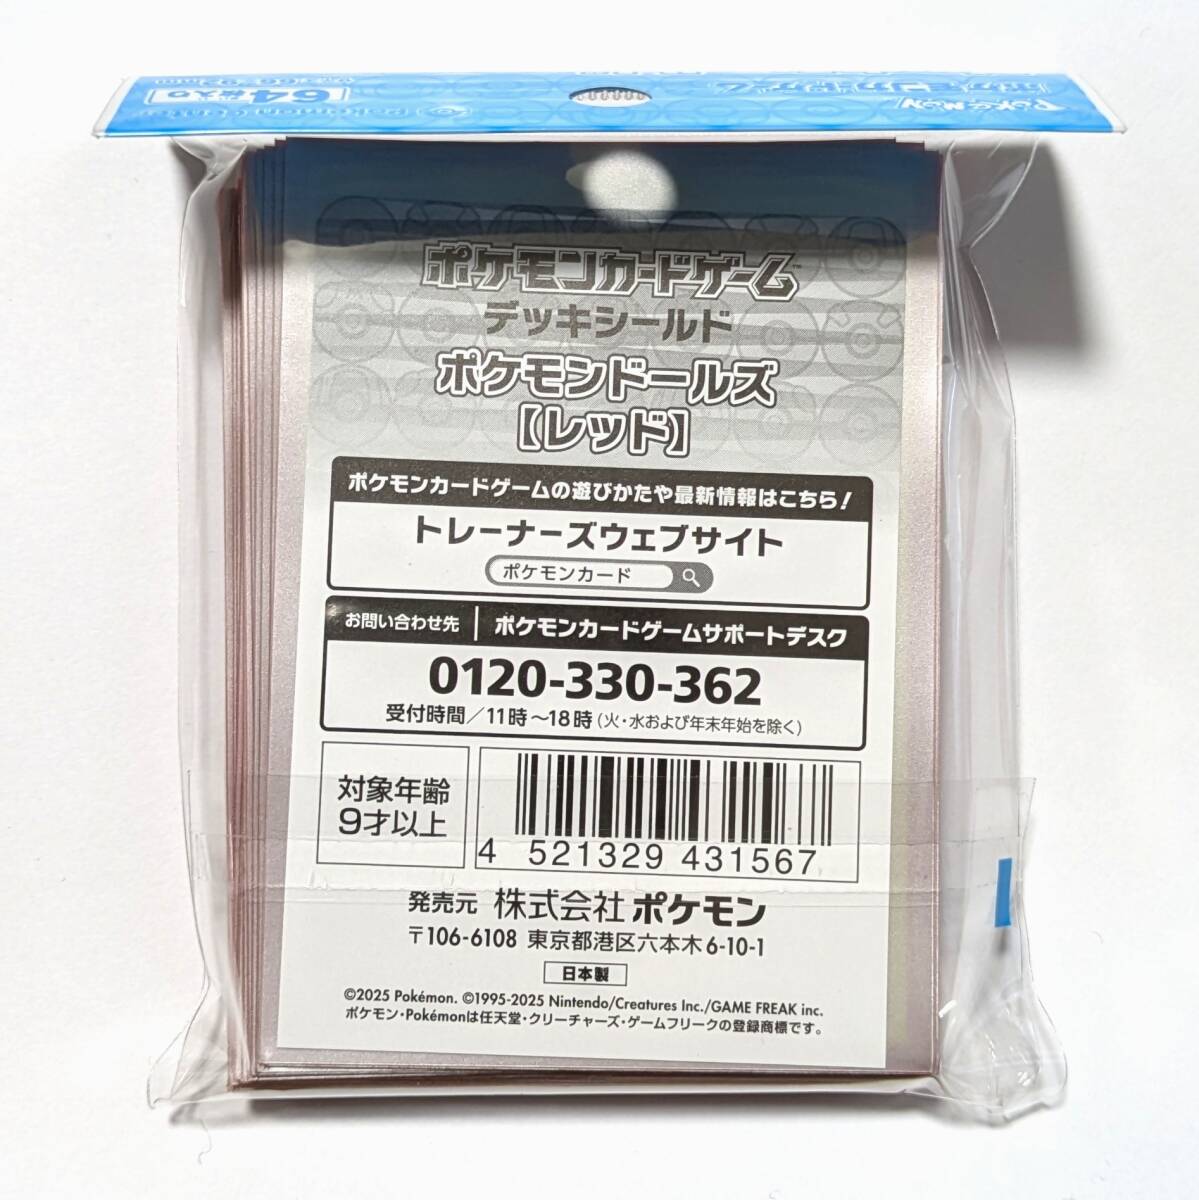 ポケモンカードゲーム™
デッキシールド
ポケモンドールズ
【レッド】
ポケモンカードゲームの遊びかたや最新情報はこちら!
トレーナーズウェブサイト
ポケモンカード
お問い合わせ先 ポケモンカードゲームサポートデスク
0120-330-362
受付時間/11時~18時(火・水および年末年始を除く)
対象年齢
9才以上
4 521329 431567
発売元 株式会社 ポケモン
〒106-6108 東京都港区六本木6-10-1
日本製
©2025 Pokémon. ©1995-2025 Nintendo/Creatures Inc./GAME FREAK inc.
ポケモン・Pokémonは任天堂・クリーチャーズ・ゲームフリークの登録商標です。
64枚入り